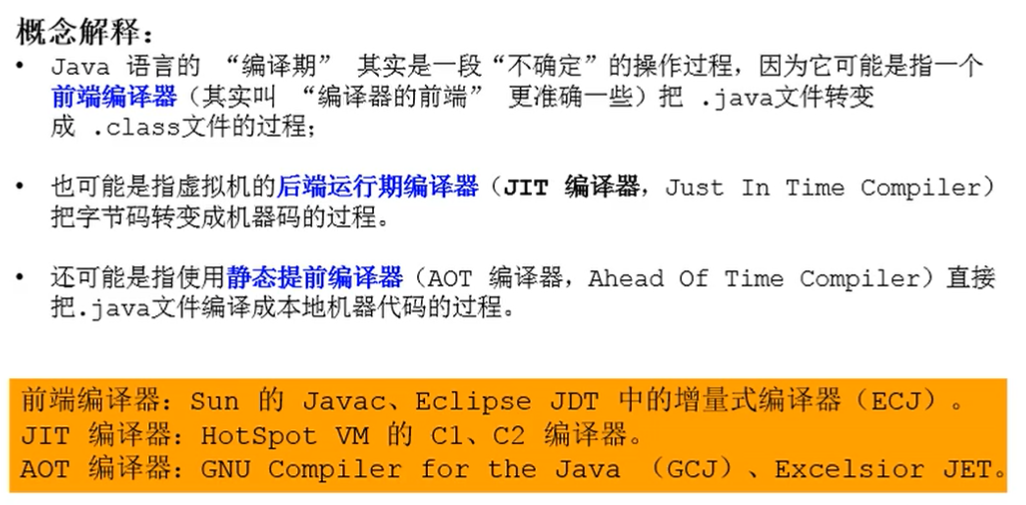 概念解释：
• Java 语言的 “编译期” 其实是一段“不确定”的操作过程，因为它可能是指一个
前端编译器（其实叫 “编译器的前端” 更准确一些）把 .java文件转变
成 .class文件的过程；
• 也可能是指虚拟机的后端运行期编译器（JIT 编译器，Just In Time Compiler）
把字节码转变成机器码的过程。
• 还可能是指使用静态提前编译器（AOT 编译器，Ahead Of Time Compiler）直接
把.java文件编译成本地机器代码的过程。
前端编译器：Sun 的 Javac、Eclipse JDT 中的增量式编译器（ECJ）。
JIT 编译器：HotSpot VM 的 C1、C2 编译器。
AOT 编译器：GNU Compiler for the Java （GCJ）、Excelsior JET。